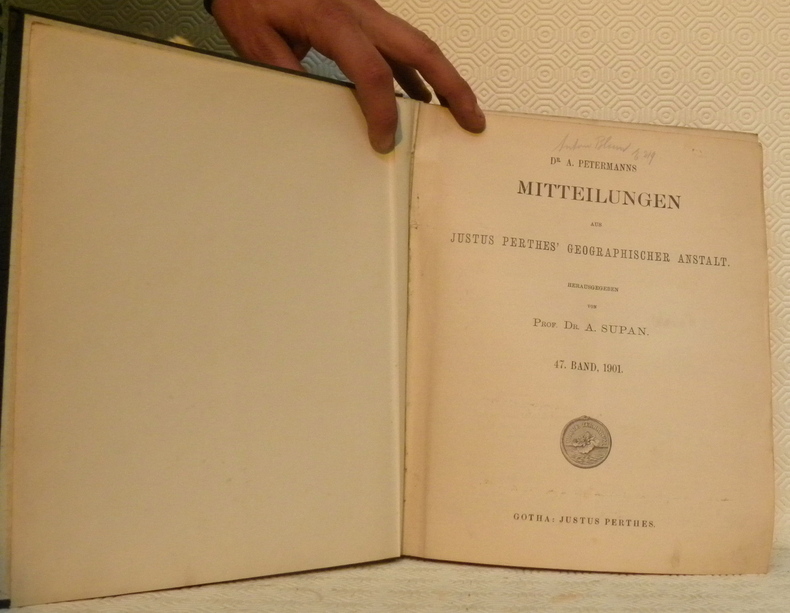 DR. A. PETERMANNS
MITTEILUNGEN
AUS
JUSTUS PERTHES' GEOGRAPHISCHER ANSTALT.
HERAUSGEGEBEN
VON
PROF. DR. A. SUPAN.
47. BAND, 1901.
GOTHA: JUSTUS PERTHES.